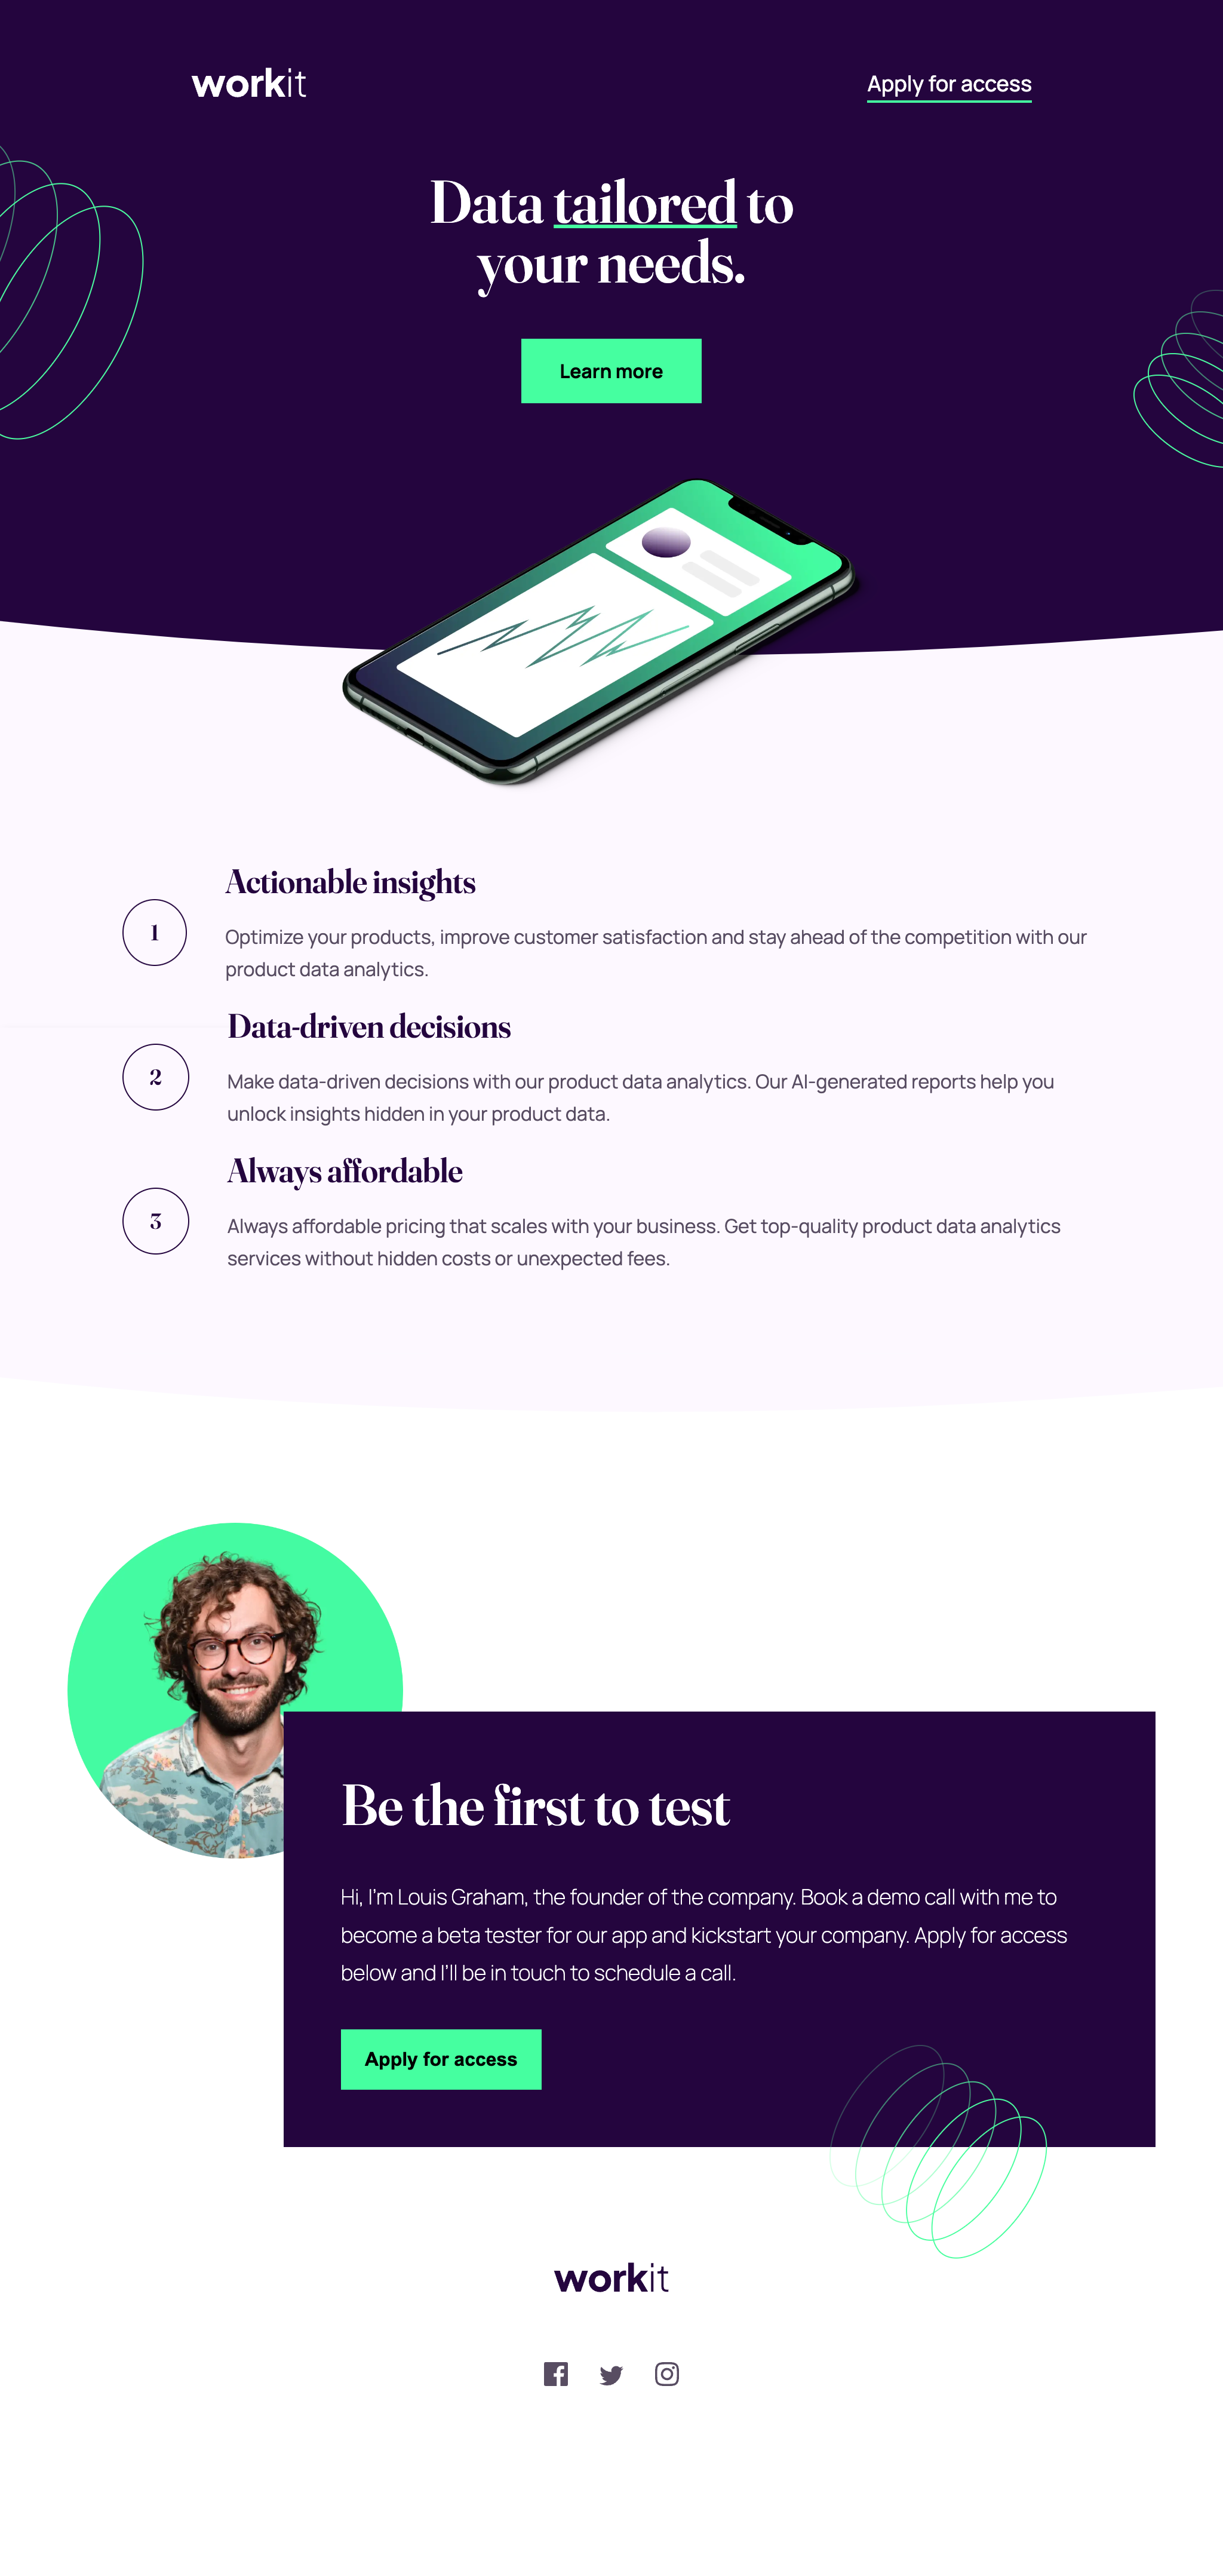 workit
Apply for access
Data tailored to
your needs.
Learn more
Actionable insights
1
Optimize your products, improve customer satisfaction and stay ahead of the competition with our
product data analytics.
Data-driven decisions
2
Make data-driven decisions with our product data analytics. Our AI-generated reports help you
unlock insights hidden in your product data.
Always affordable
3
Always affordable pricing that scales with your business. Get top-quality product data analytics
services without hidden costs or unexpected fees.
Be the first to test
Hi, I'm Louis Graham, the founder of the company. Book a demo call with me to
become a beta tester for our app and kickstart your company. Apply for access
below and I'll be in touch to schedule a call.
Apply for access
workit